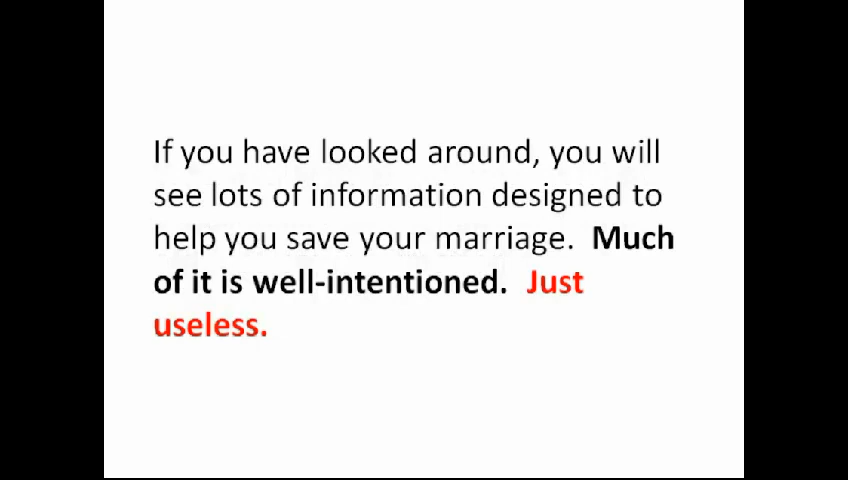 If you have looked around, you will
see lots of information designed to
help you save your marriage.  Much
of it is well-intentioned.  Just
useless.